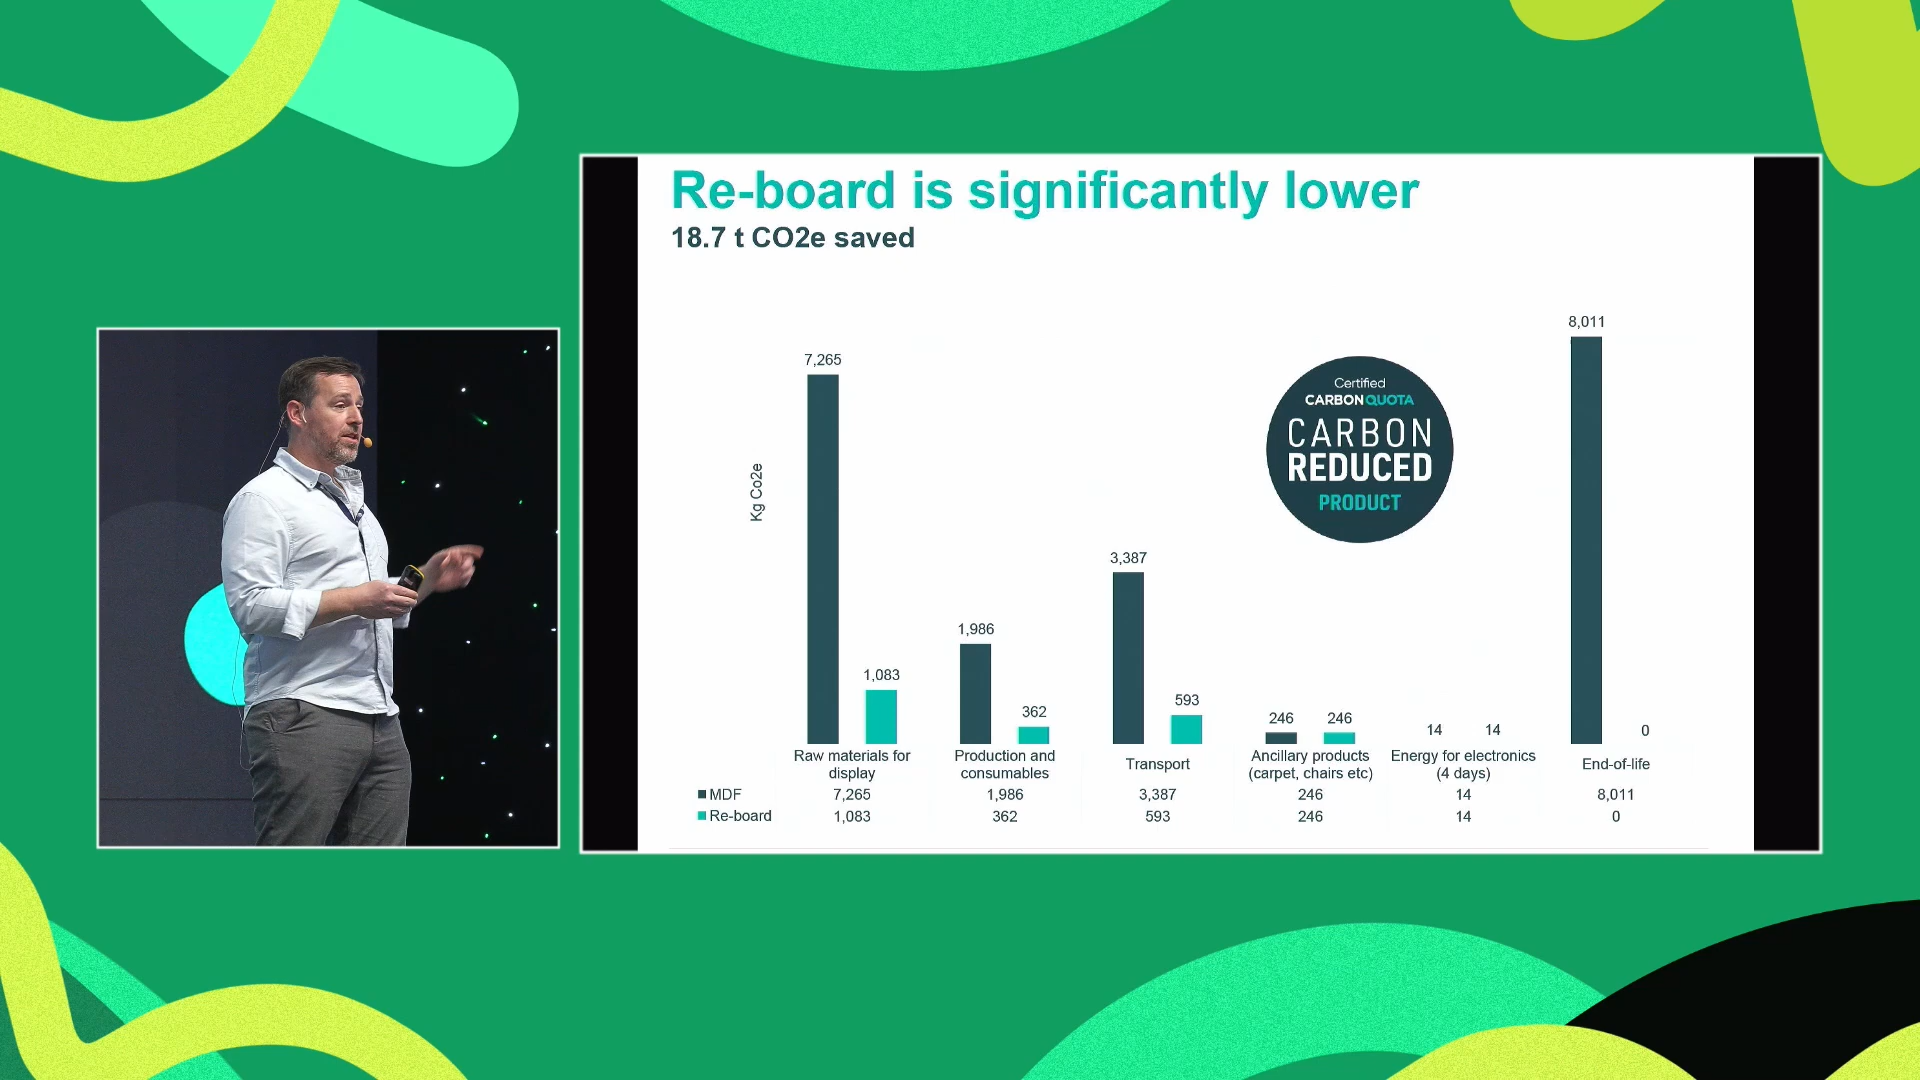 Re-board is significantly lower
18.7 t CO2e saved
8,011
7,265
Certified
CARBONQUOTA
CARBON
REDUCED
PRODUCT
Kg Co2e
3,387
1,986
1,083
593
362
246
246
14
14
0
Raw materials for
display
Production and
consumables
Transport
Ancillary products
(carpet, chairs etc)
Energy for electronics
(4 days)
End-of-life
MDF 7,265 1,986 3,387 246 14 8,011
Re-board 1,083 362 593 246 14 0